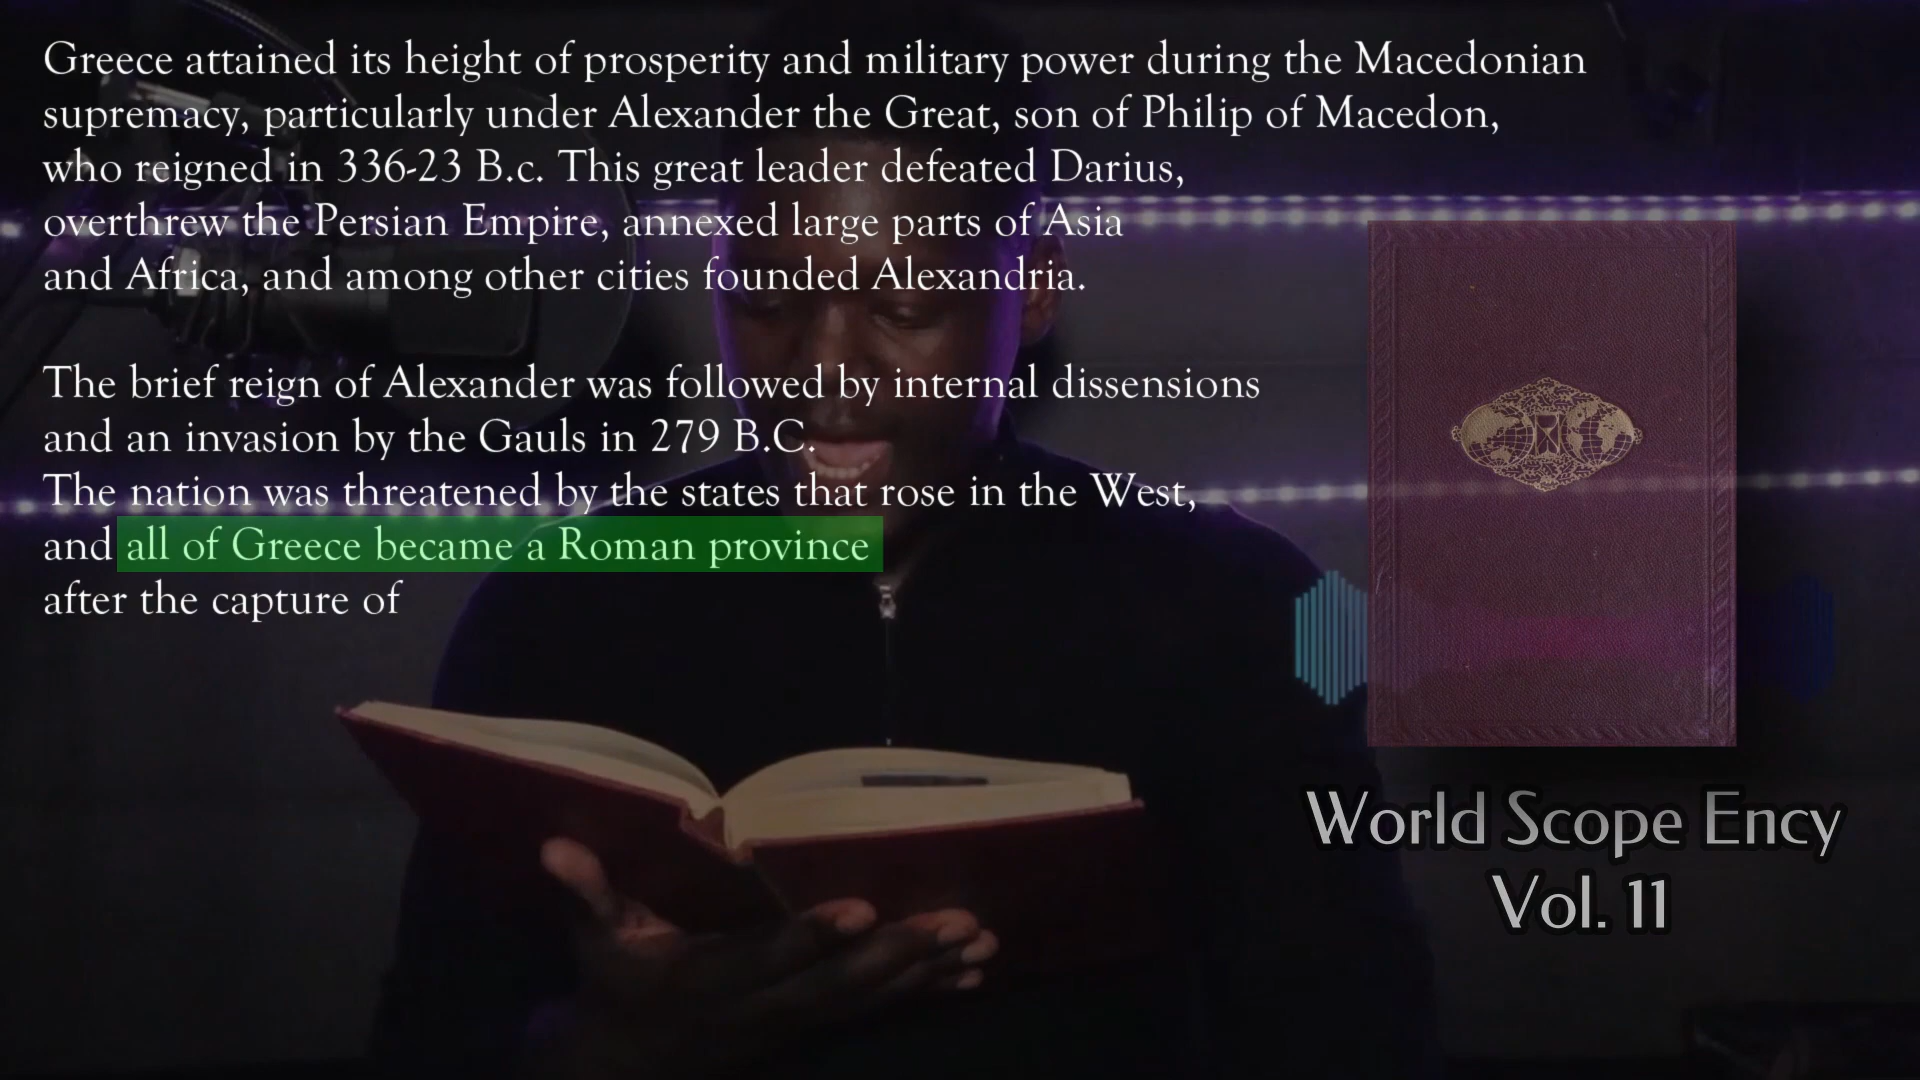 Greece attained its height of prosperity and military power during the Macedonian
supremacy, particularly under Alexander the Great, son of Philip of Macedon,
who reigned in 336-23 B.c. This great leader defeated Darius,
overthrew the Persian Empire, annexed large parts of Asia
and Africa, and among other cities founded Alexandria.
The brief reign of Alexander was followed by internal dissensions
and an invasion by the Gauls in 279 B.C.
The nation was threatened by the states that rose in the West,
and all of Greece became a Roman province
after the capture of
World Scope Ency
Vol. 11